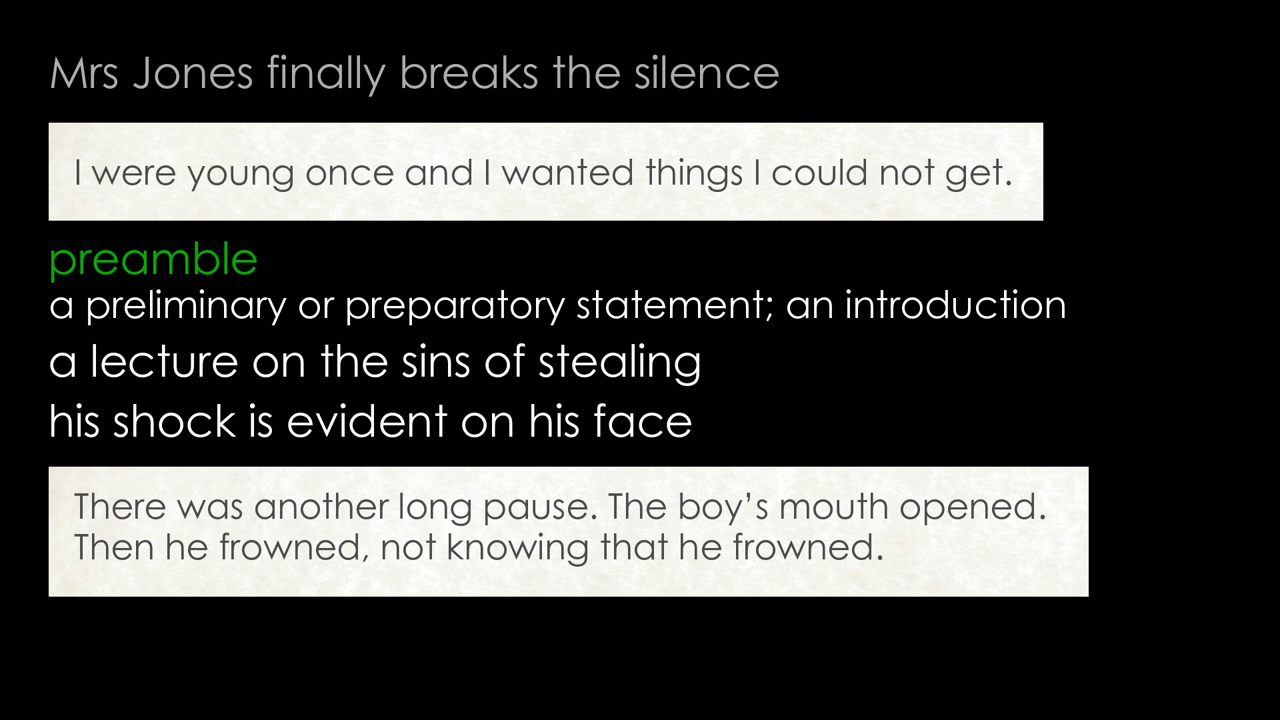 Mrs Jones finally breaks the silence
I were young once and I wanted things I could not get.
preamble
a preliminary or preparatory statement; an introduction
a lecture on the sins of stealing
his shock is evident on his face
There was another long pause. The boy’s mouth opened.
Then he frowned, not knowing that he frowned.